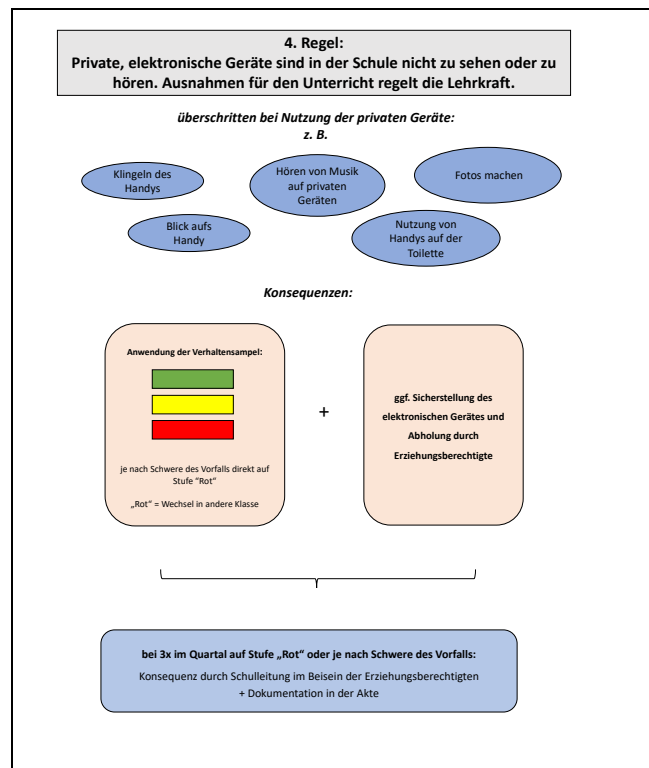 4. Regel:
Private, elektronische Geräte sind in der Schule nicht zu sehen oder zu
hören. Ausnahmen für den Unterricht regelt die Lehrkraft.
überschritten bei Nutzung der privaten Geräte:
z. B.
Klingeln des
Handys
Hören von Musik
auf privaten
Geräten
Fotos machen
Blick aufs
Handy
Nutzung von
Handys auf der
Toilette
Konsequenzen:
Anwendung der Verhaltensampel:
je nach Schwere des Vorfalls direkt auf
Stufe "Rot"
„Rot“ = Wechsel in andere Klasse
+
ggf. Sicherstellung des
elektronischen Gerätes und
Abholung durch
Erziehungsberechtigte
bei 3x im Quartal auf Stufe „Rot“ oder je nach Schwere des Vorfalls:
Konsequenz durch Schulleitung im Beisein der Erziehungsberechtigten
+ Dokumentation in der Akte